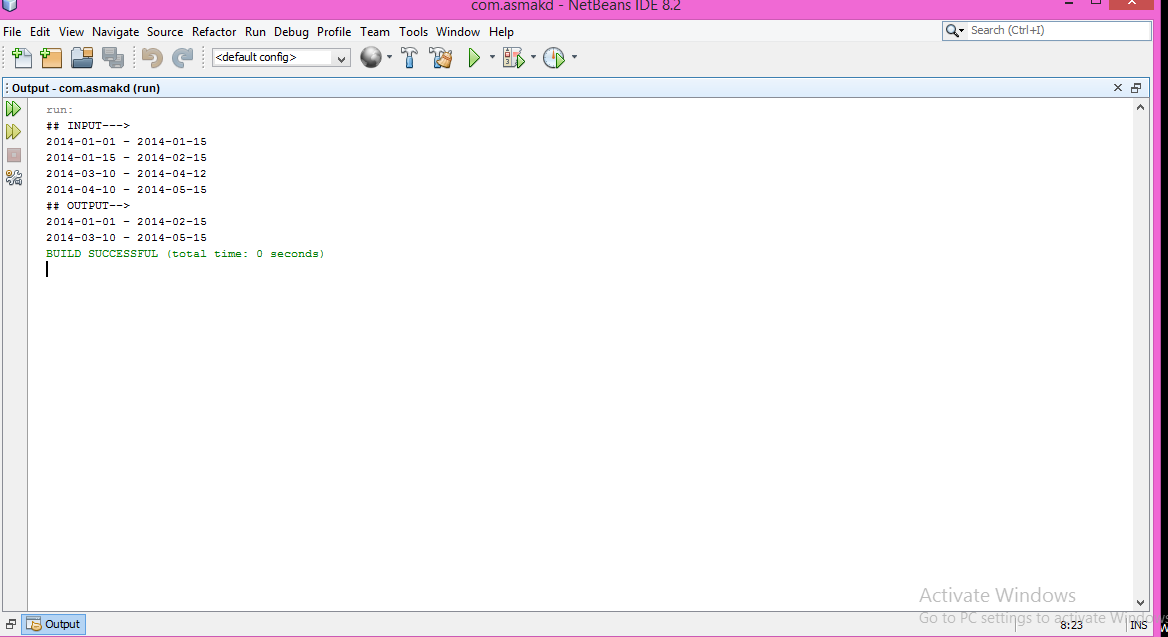 com.asmakd - NetBeans IDE 8.2
File Edit View Navigate Source Refactor Run Debug Profile Team Tools Window Help
Search (Ctrl+I)
<default config>
Output - com.asmakd (run)
run:
## INPUT--->
2014-01-01 - 2014-01-15
2014-01-15 - 2014-02-15
2014-03-10 - 2014-04-12
2014-04-10 - 2014-05-15
## OUTPUT-->
2014-01-01 - 2014-02-15
2014-03-10 - 2014-05-15
BUILD SUCCESSFUL (total time: 0 seconds)
Activate Windows
Go to PC settings to activate Windows
Output
8:23
INS